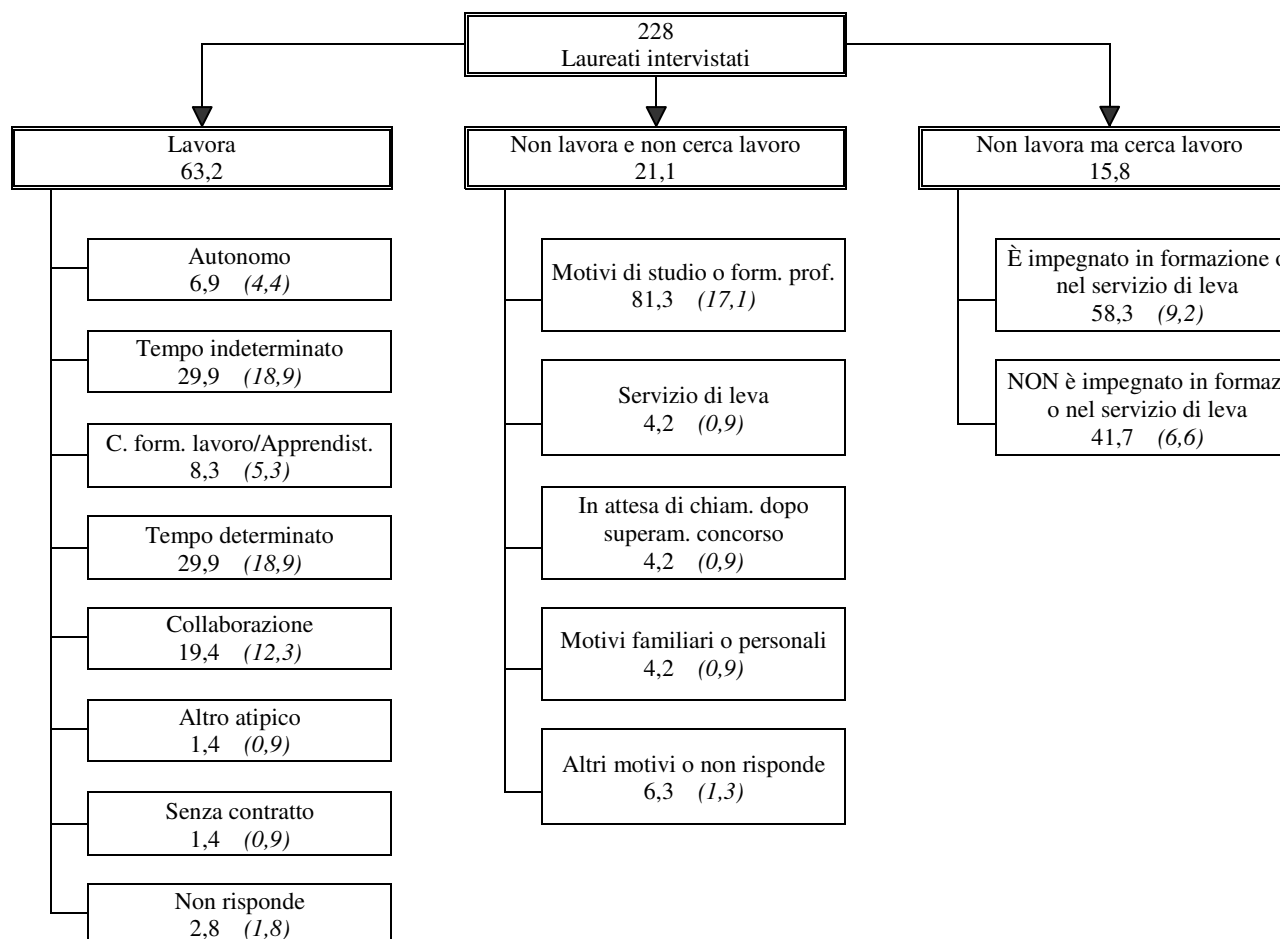 228
Laureati intervistati
Lavora
63,2
Autonomo
6,9 (4,4)
Tempo indeterminato
29,9 (18,9)
C. form. lavoro/Apprendist.
8,3 (5,3)
Tempo determinato
29,9 (18,9)
Collaborazione
19,4 (12,3)
Altro atipico
1,4 (0,9)
Senza contratto
1,4 (0,9)
Non risponde
2,8 (1,8)
Non lavora e non cerca lavoro
21,1
Motivi di studio o form. prof.
81,3 (17,1)
Servizio di leva
4,2 (0,9)
In attesa di chiam. dopo
superam. concorso
4,2 (0,9)
Motivi familiari o personali
4,2 (0,9)
Altri motivi o non risponde
6,3 (1,3)
Non lavora ma cerca lavoro
15,8
È impegnato in formazione o
nel servizio di leva
58,3 (9,2)
NON è impegnato in formaz
o nel servizio di leva
41,7 (6,6)